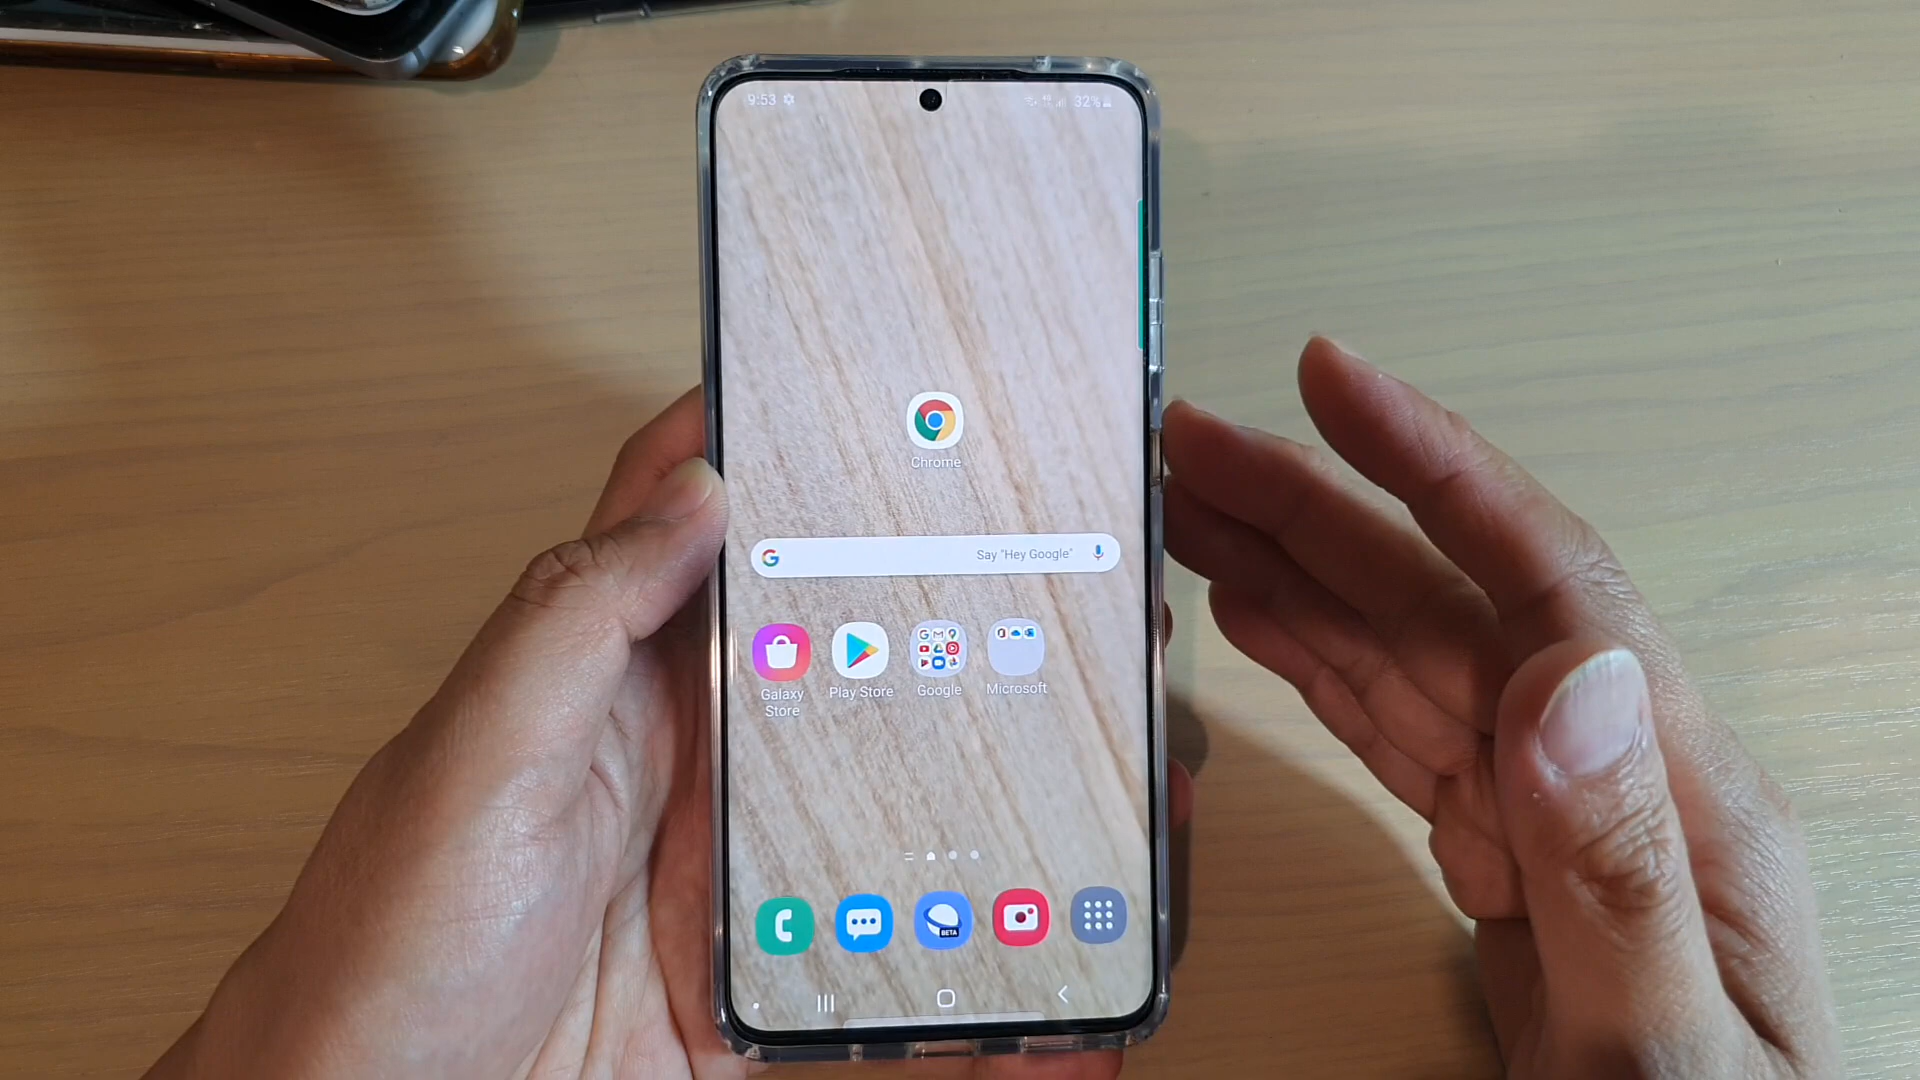 9:53
32%
Chrome
Say "Hey Google"
Galaxy Store
Play Store
Google
Microsoft
BETA